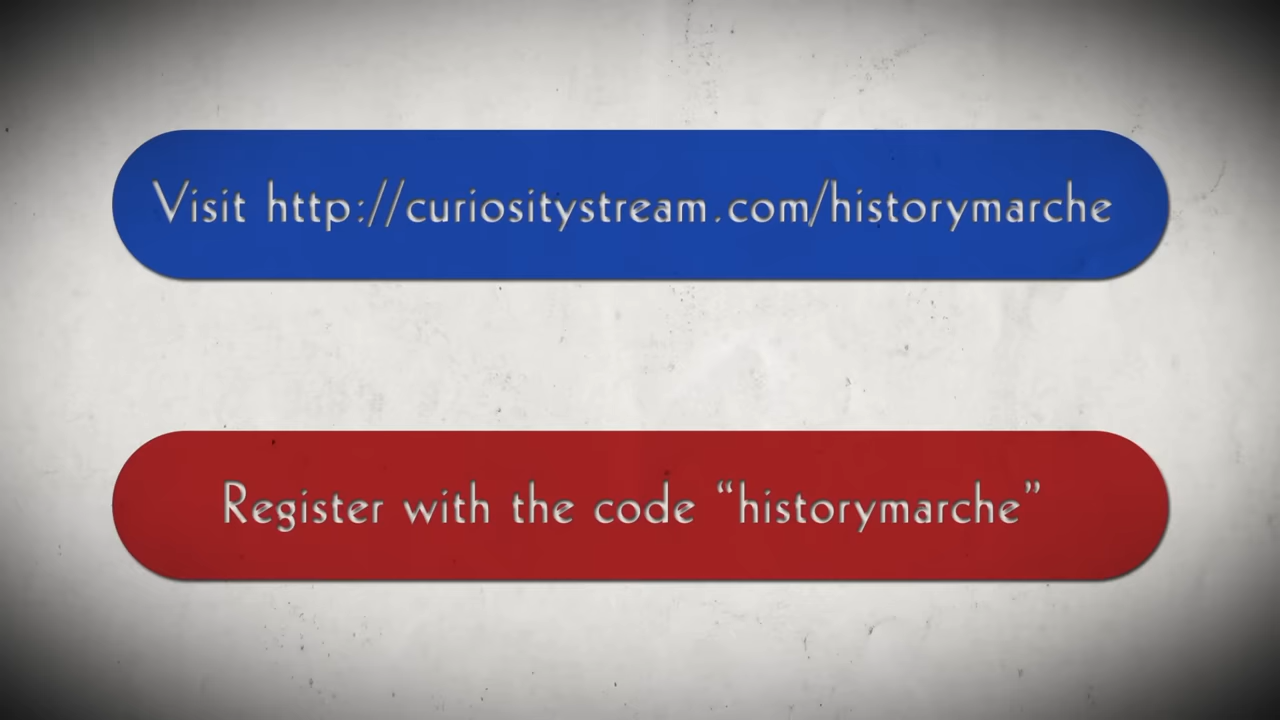 Visit http://curiositystream.com/historymarche
Register with the code “historymarche”